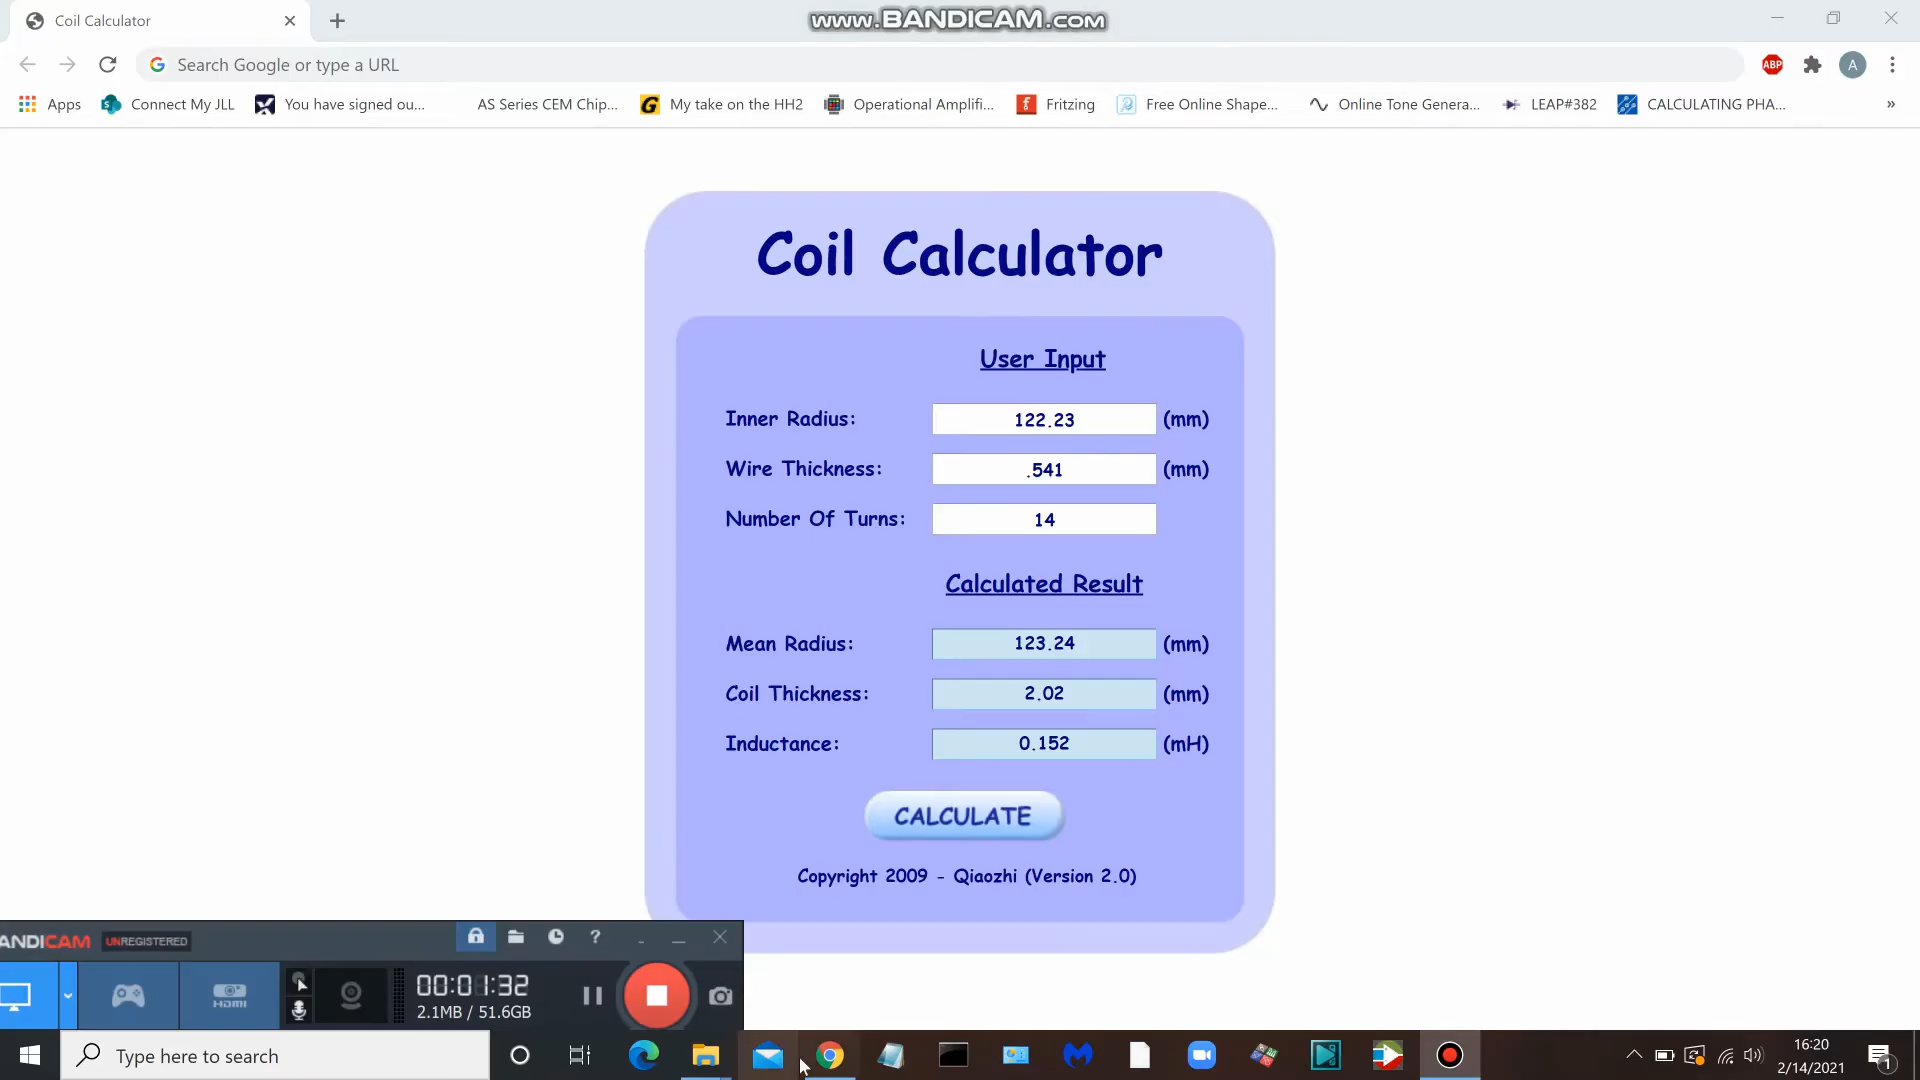 Coil Calculator
www.BANDICAM.com
Search Google or type a URL
ABP
A
Apps
Connect My JLL
You have signed ou...
AS Series CEM Chip...
My take on the HH2
Operational Amplifi...
Fritzing
Free Online Shape...
Online Tone Genera...
LEAP#382
CALCULATING PHA...
»
Coil Calculator
User Input
Inner Radius: 122.23 (mm)
Wire Thickness: .541 (mm)
Number Of Turns: 14
Calculated Result
Mean Radius: 123.24 (mm)
Coil Thickness: 2.02 (mm)
Inductance: 0.152 (mH)
CALCULATE
Copyright 2009 - Qiaozhi (Version 2.0)
ANDICAM UNREGISTERED
?
HDMI
00:01:32
2.1MB / 51.6GB
Type here to search
16:20
2/14/2021
1